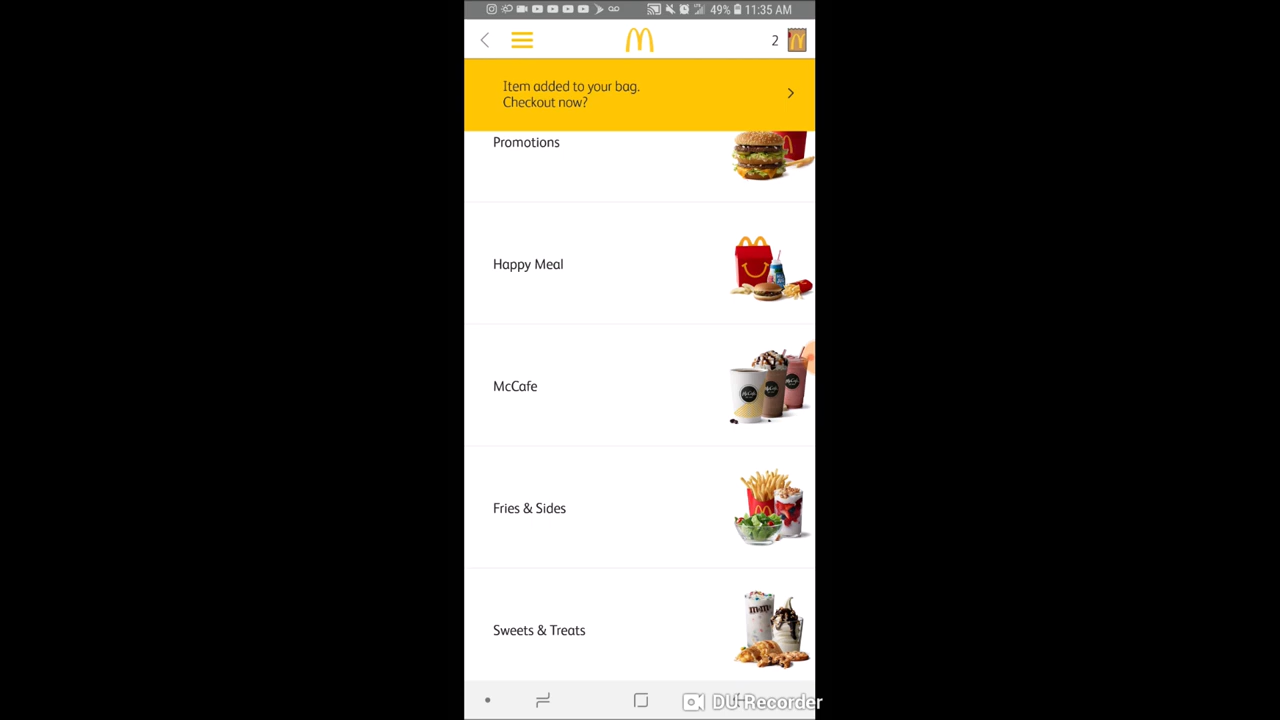 49% 11:35 AM
2
Item added to your bag.
Checkout now?
Promotions
Happy Meal
McCafe
Fries & Sides
Sweets & Treats
DU Recorder